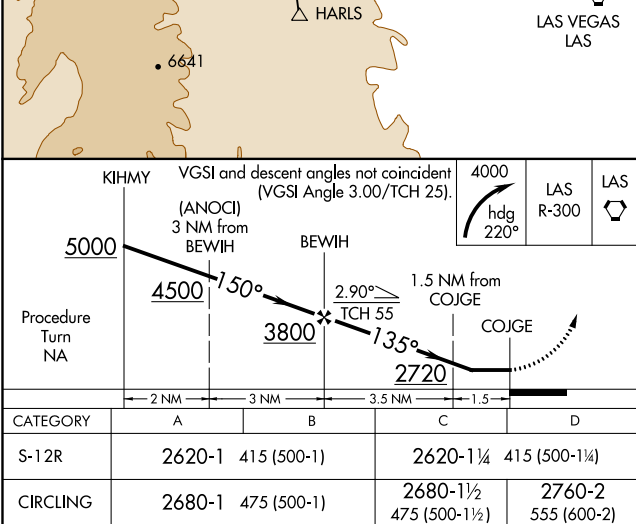 HARLS
LAS VEGAS
LAS
6641
KIHMY
VGSI and descent angles not coincident
(VGSI Angle 3.00/TCH 25).
4000
hdg
220°
LAS
R-300
LAS
(ANOCI)
3 NM from
BEWIH
BEWIH
5000
4500
150°
2.90°
TCH 55
1.5 NM from
COJGE
COJGE
Procedure
Turn
NA
3800
135°
2720
2 NM
3 NM
3.5 NM
1.5
CATEGORY A B C D
S-12R 2620-1 415 (500-1) 2620-1¼ 415 (500-1¼)
CIRCLING 2680-1 475 (500-1) 2680-1½ 2760-2
475 (500-1½) 555 (600-2)